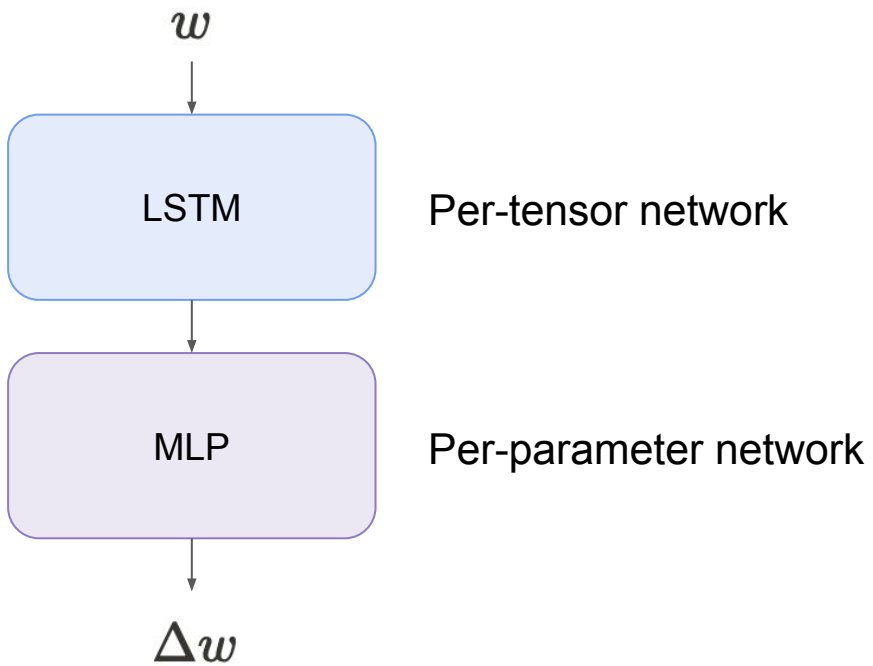 w
LSTM
Per-tensor network
MLP
Per-parameter network
Δw